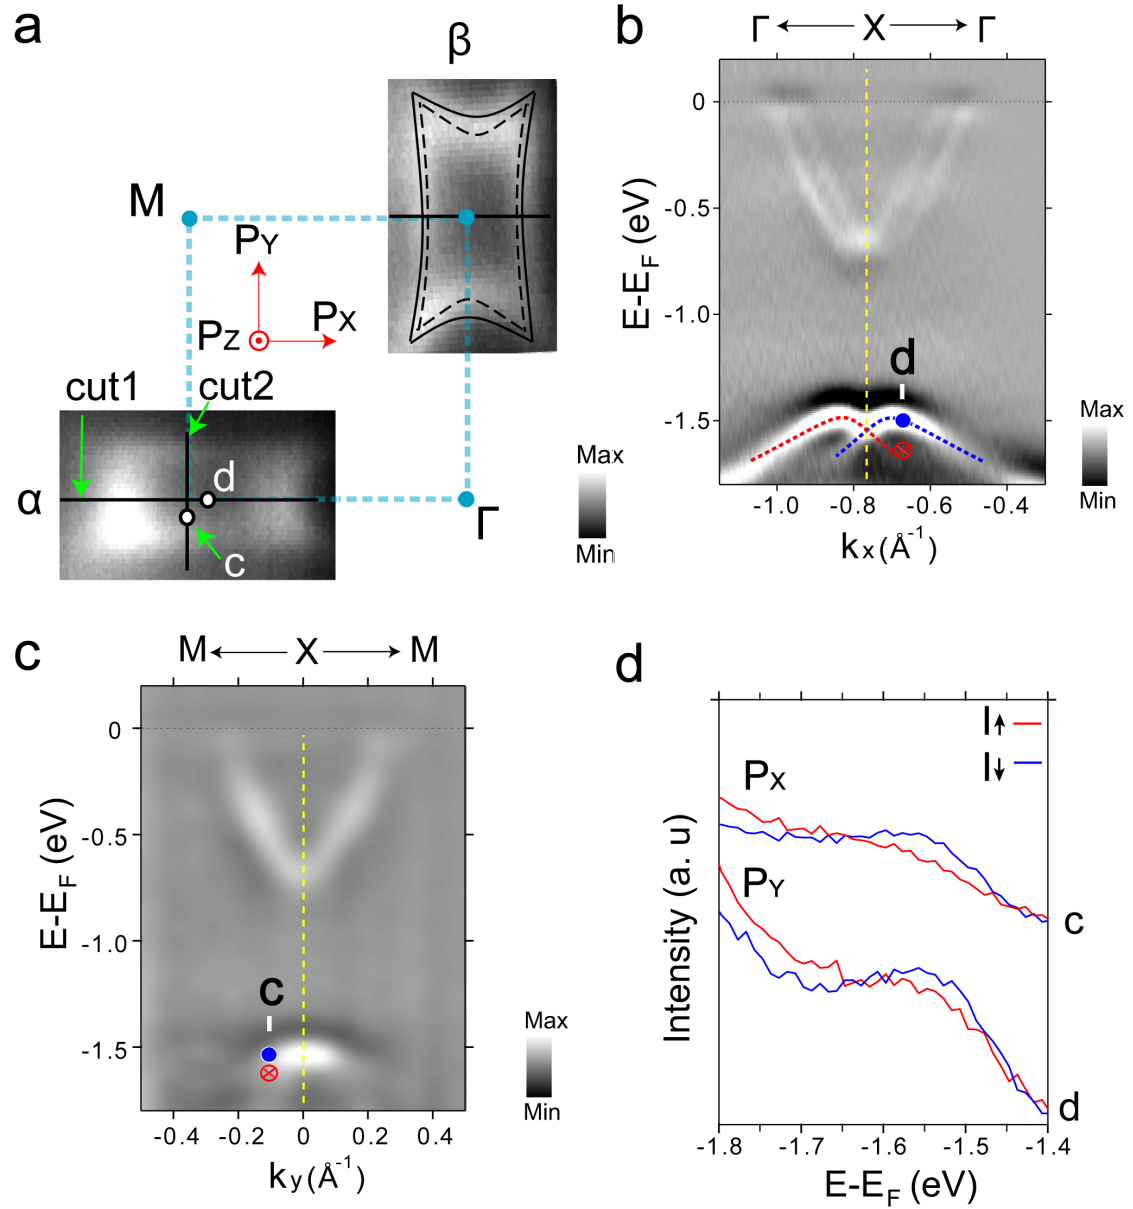 a
β
M
PY
PX
PZ
cut1
cut2
α
d
c
Γ
Max
Min
b
Γ X Γ
0
-0.5
-1.0
-1.5
E-EF (eV)
d
-1.0 -0.8 -0.6 -0.4
kx(Å-1)
Max
Min
c
M X M
0
-0.5
-1.0
-1.5
E-EF (eV)
c
-0.4 -0.2 0 0.2 0.4
ky(Å-1)
Max
Min
d
I↑
I↓
PX
PY
c
d
Intensity (a. u)
-1.8 -1.7 -1.6 -1.5 -1.4
E-EF (eV)